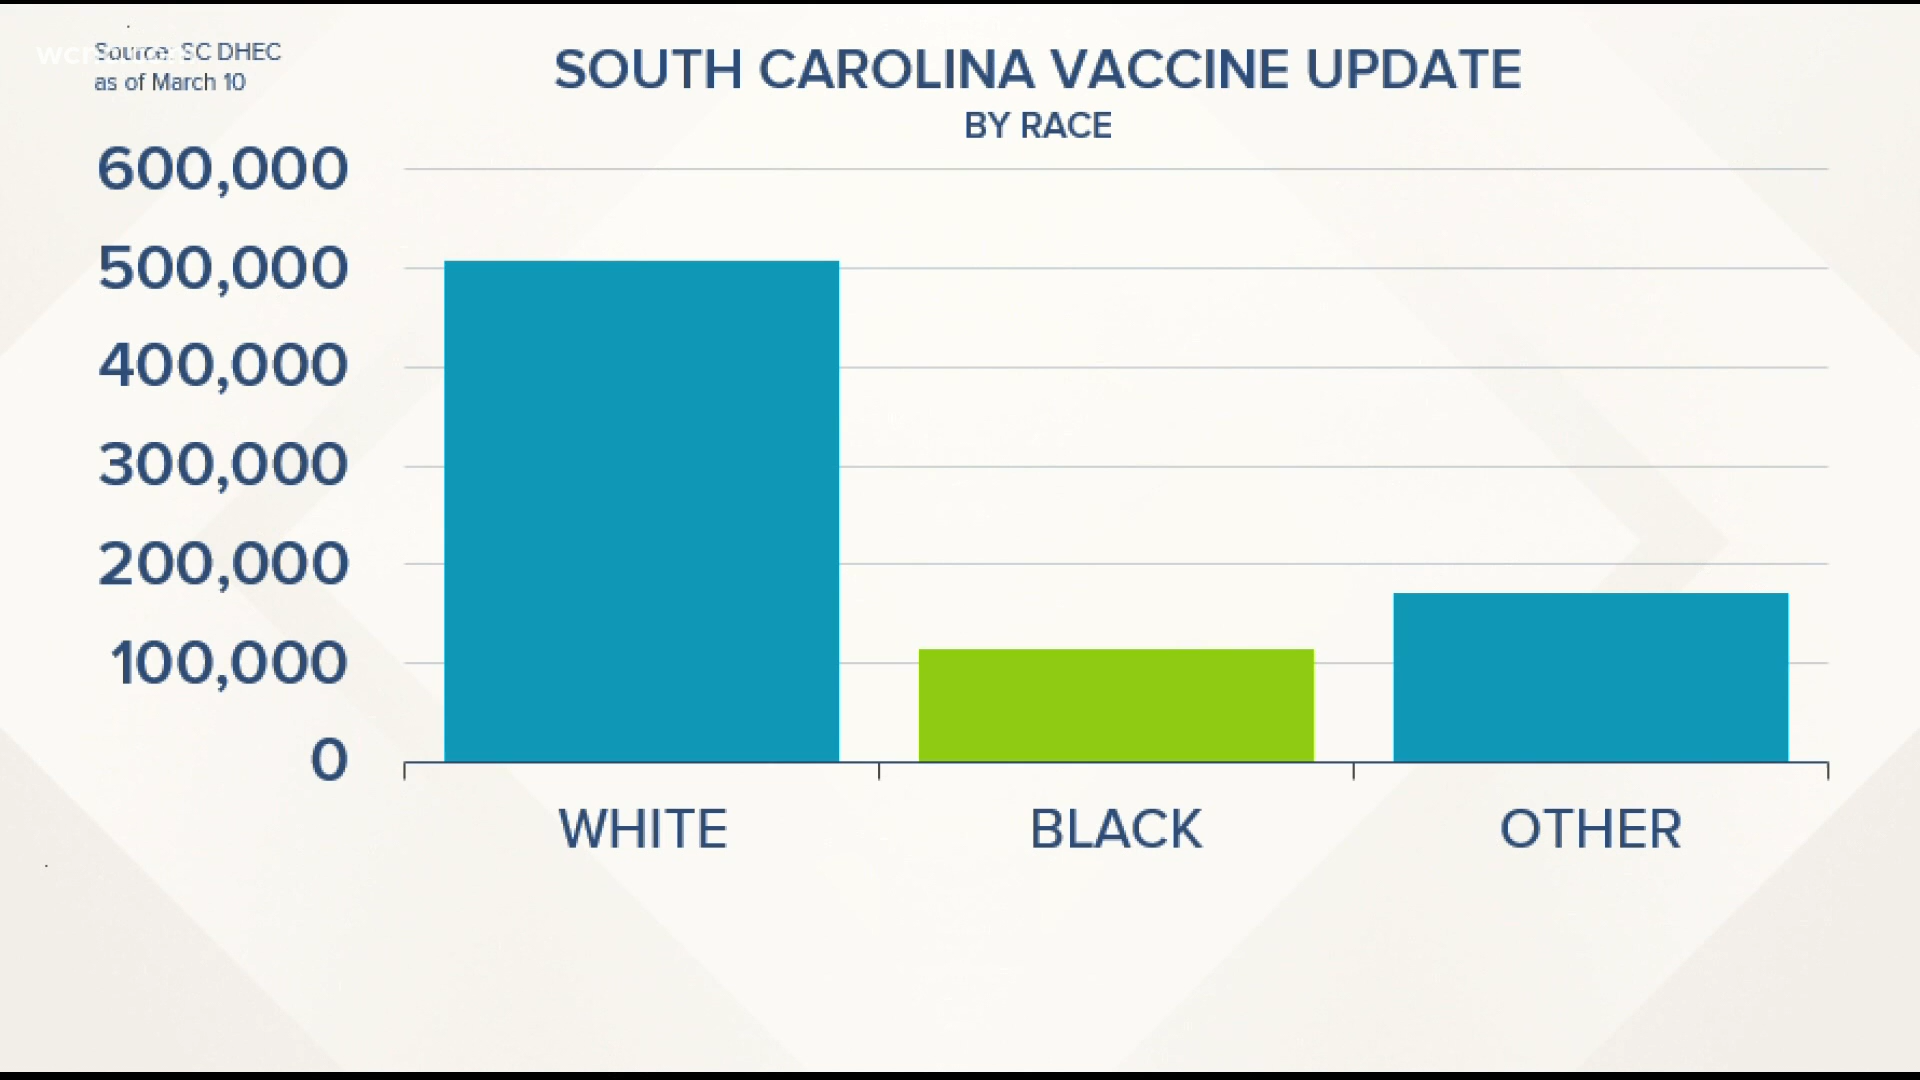 Source: SC DHEC
as of March 10
SOUTH CAROLINA VACCINE UPDATE
BY RACE
600,000
500,000
400,000
300,000
200,000
100,000
0
WHITE
BLACK
OTHER